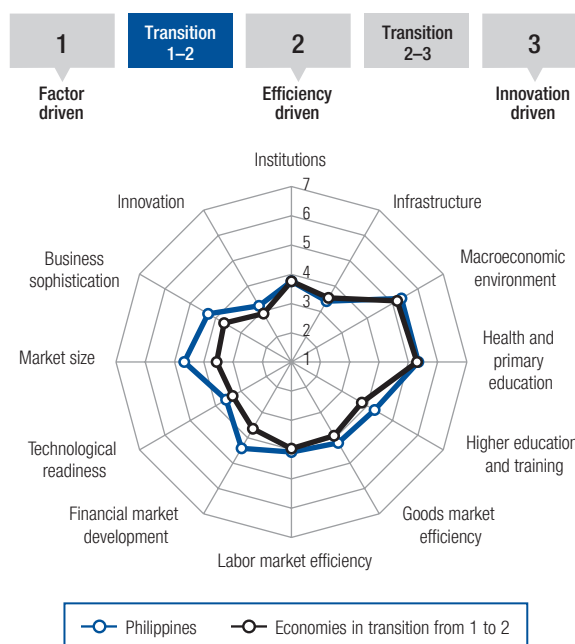 1
Transition
1–2
2
Transition
2–3
3
Factor
driven
Efficiency
driven
Innovation
driven
Institutions
Innovation
7
Infrastructure
6
Business
sophistication
5
Macroeconomic
environment
4
3
2
Market size
1
Health and
primary
education
Technological
readiness
Higher education
and training
Financial market
development
Goods market
efficiency
Labor market efficiency
Philippines
Economies in transition from 1 to 2